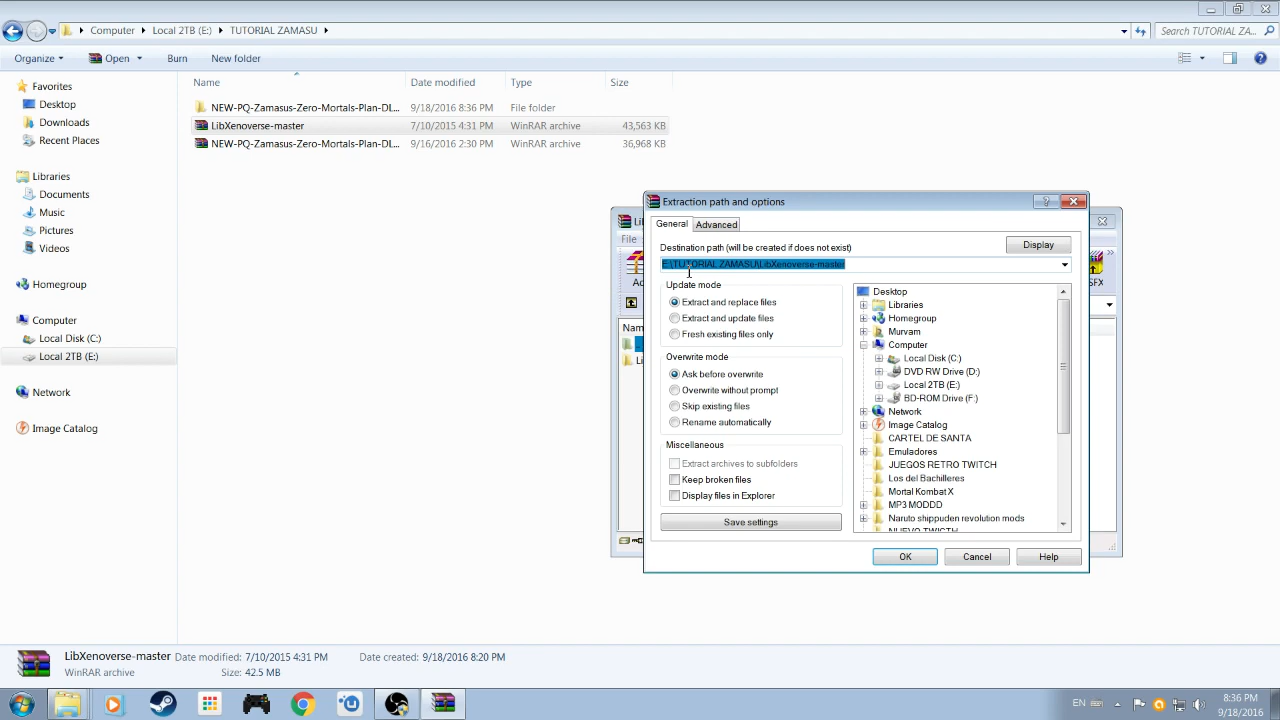 Computer Local 2TB (E:) TUTORIAL ZAMASU
Search TUTORIAL ZA...
Organize Open Burn New folder
Name Date modified Type Size
NEW-PQ-Zamasus-Zero-Mortals-Plan-DL... 9/18/2016 8:36 PM File folder
LibXenoverse-master 7/10/2015 4:31 PM WinRAR archive 43,563 KB
NEW-PQ-Zamasus-Zero-Mortals-Plan-DL... 9/16/2016 2:30 PM WinRAR archive 36,968 KB
Favorites
Desktop
Downloads
Recent Places
Libraries
Documents
Music
Pictures
Videos
Homegroup
Computer
Local Disk (C:)
Local 2TB (E:)
Network
Image Catalog
File
Extraction path and options
General Advanced
Destination path (will be created if does not exist)
Display
E:\TUTORIAL ZAMASU\LibXenoverse-master
SFX
Nam
Update mode
Extract and replace files
Extract and update files
Fresh existing files only
Overwrite mode
Ask before overwrite
Overwrite without prompt
Skip existing files
Rename automatically
Miscellaneous
Extract archives to subfolders
Keep broken files
Display files in Explorer
Save settings
Desktop
Libraries
Homegroup
Murvam
Computer
Local Disk (C:)
DVD RW Drive (D:)
Local 2TB (E:)
BD-ROM Drive (F:)
Network
Image Catalog
CARTEL DE SANTA
Emuladores
JUEGOS RETRO TWITCH
Los del Bachilleres
Mortal Kombat X
MP3 MODDD
Naruto shippuden revolution mods
NUEVO TWICTH
OK Cancel Help
LibXenoverse-master Date modified: 7/10/2015 4:31 PM Date created: 9/18/2016 8:20 PM
WinRAR archive Size: 42.5 MB
EN
8:36 PM
9/18/2016